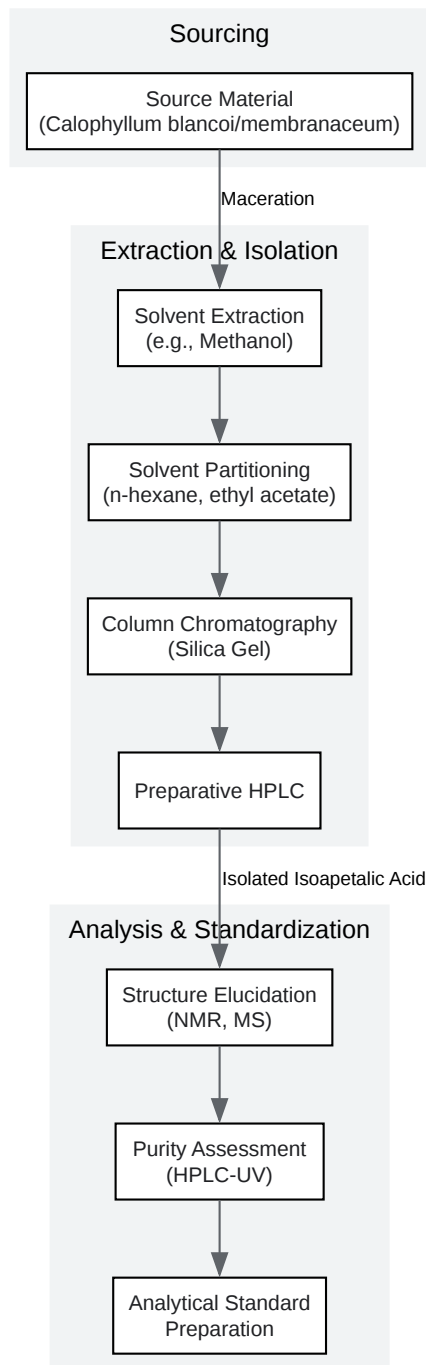 Sourcing
Source Material
(Calophyllum blancoi/membranaceum)
Maceration
Extraction & Isolation
Solvent Extraction
(e.g., Methanol)
Solvent Partitioning
(n-hexane, ethyl acetate)
Column Chromatography
(Silica Gel)
Preparative HPLC
Isolated Isoapetalic Acid
Analysis & Standardization
Structure Elucidation
(NMR, MS)
Purity Assessment
(HPLC-UV)
Analytical Standard
Preparation